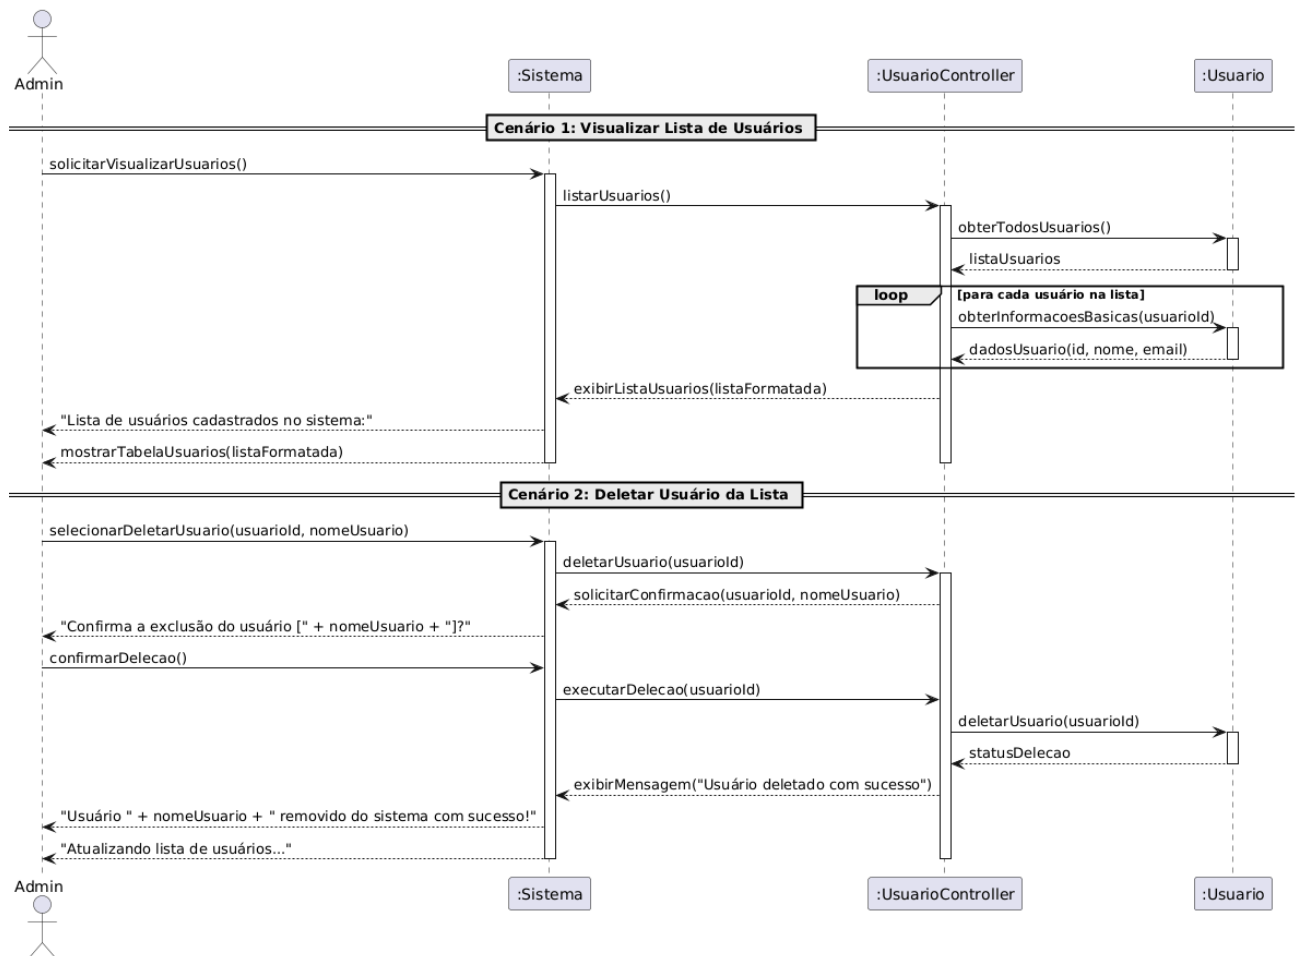 Admin
:Sistema
:UsuarioController
:Usuario
Cenário 1: Visualizar Lista de Usuários
solicitarVisualizarUsuarios()
listarUsuarios()
obterTodosUsuarios()
listaUsuarios
loop
[para cada usuário na lista]
obterInformacoesBasicas(usuarioId)
dadosUsuario(id, nome, email)
exibirListaUsuarios(listaFormatada)
"Lista de usuários cadastrados no sistema:"
mostrarTabelaUsuarios(listaFormatada)
Cenário 2: Deletar Usuário da Lista
selecionarDeletarUsuario(usuarioId, nomeUsuario)
deletarUsuario(usuarioId)
solicitarConfirmacao(usuarioId, nomeUsuario)
"Confirma a exclusão do usuário [" + nomeUsuario + "]?"
confirmarDelecao()
executarDelecao(usuarioId)
deletarUsuario(usuarioId)
statusDelecao
exibirMensagem("Usuário deletado com sucesso")
"Usuário " + nomeUsuario + " removido do sistema com sucesso!"
"Atualizando lista de usuários..."
Admin
:Sistema
:UsuarioController
:Usuario